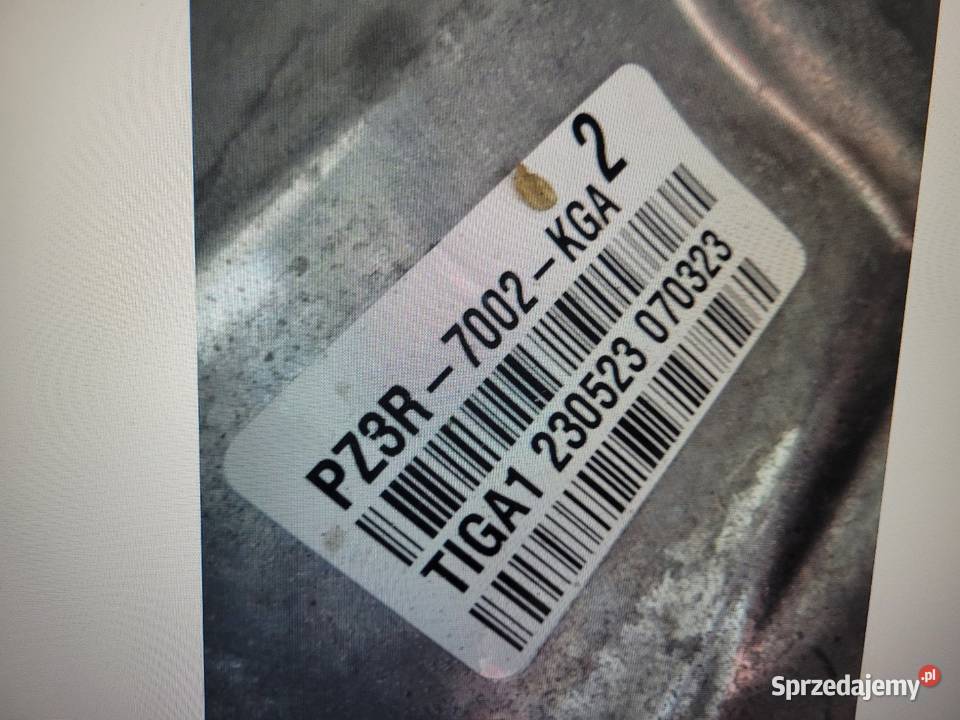 PZ3R-7002-KGA 2
TIGA1 230523 070323
Sprzedajemy.pl